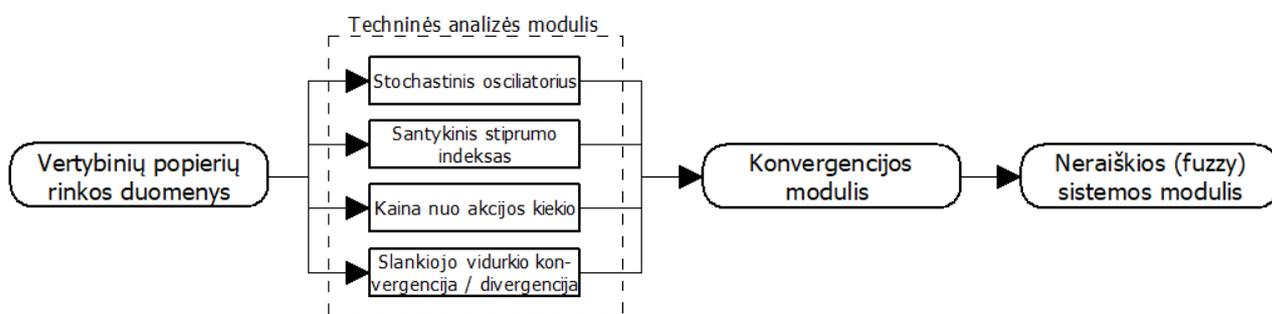 Techninės analizės modulis
Vertybinių popierių
rinkos duomenys
Stochastinis osciliatorius
Santykinis stiprumo
indeksas
Kaina nuo akcijos kiekio
Slankiojo vidurkio kon-
vergencija / divergencija
Konvergencijos
modulis
Neraiškios (fuzzy)
sistemos modulis